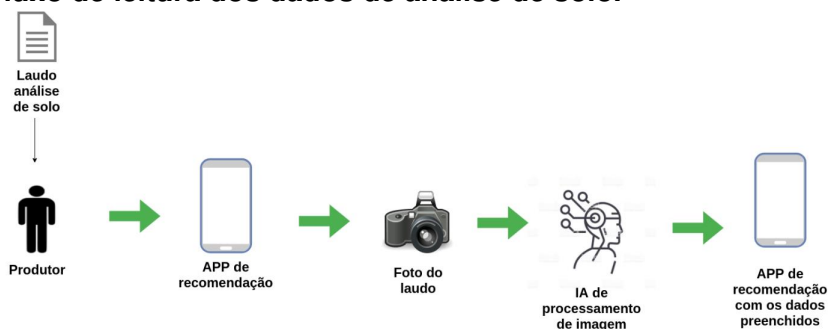 Laudo
análise
de solo
Produtor
APP de
recomendação
Foto do
laudo
IA de
processamento
de imagem
APP de
recomendação
com os dados
preenchidos